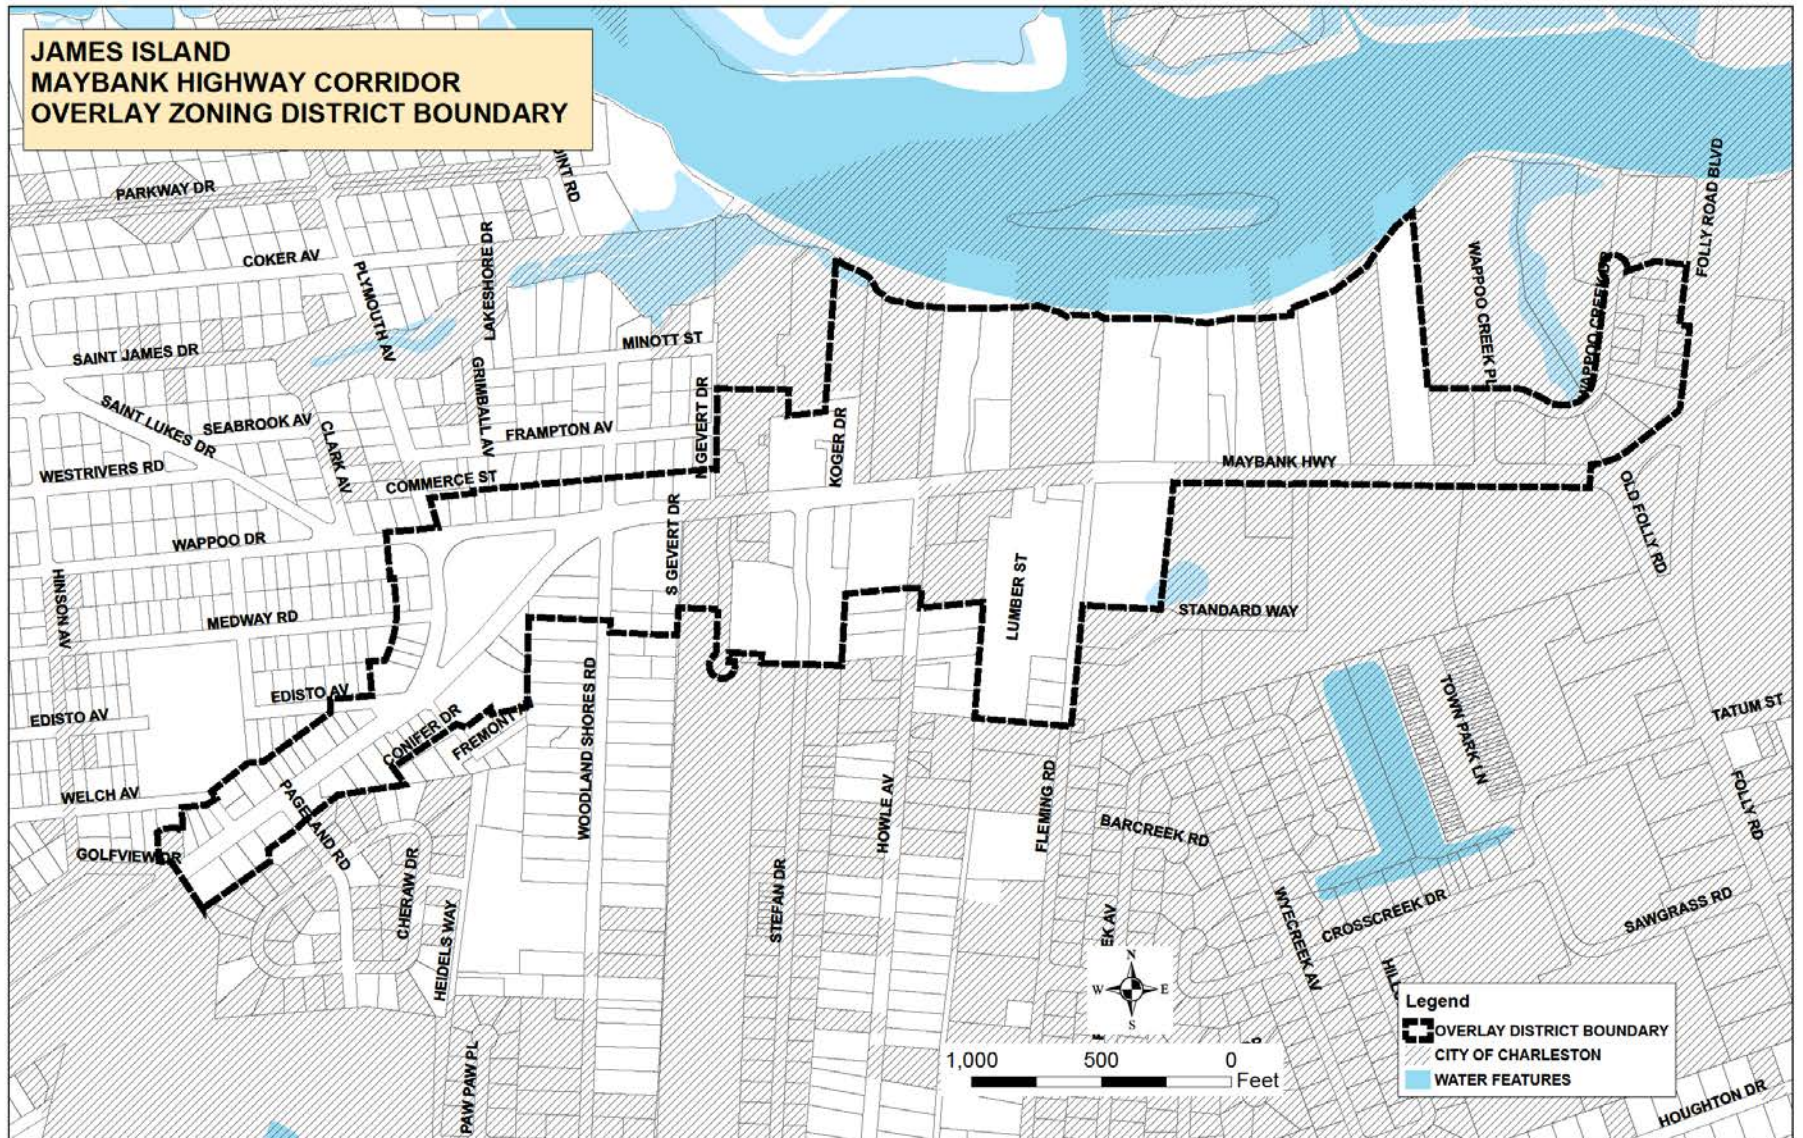 JAMES ISLAND
MAYBANK HIGHWAY CORRIDOR
OVERLAY ZONING DISTRICT BOUNDARY
PARKWAY DR
RD
FOLLY ROAD BLVD
COKER AV
LAKESHORE DR
PLYMOUTH AV
WAPPOO CREEK PL
WAPPOO CREEK DR
MINOTT ST
SAINT JAMES DR
GRIMBALL AV
SAINT LUKES DR
SEABROOK AV
CLARK AV
FRAMPTON AV
N GEVERT DR
KOGER DR
WESTRIVERS RD
COMMERCE ST
MAYBANK HWY
OLD FOLLY RD
WAPPOO DR
S GEVERT DR
HINSON AV
MEDWAY RD
LUMBER ST
STANDARD WAY
EDISTO AV
EDISTO AV
CONIFER DR
FREMONT
WOODLAND SHORES RD
TOWN PARK LN
TATUM ST
WELCH AV
PAGELAND RD
HOWLE AV
FLEMING RD
BARCREEK RD
FOLLY RD
GOLFVIEW DR
CHERAW DR
HEIDELS WAY
STEFAN DR
AV
WYECREEK AV
CROSSCREEK DR
SAWGRASS RD
N
W E
S
PAW PAW PL
1,000 500 0
Feet
Legend
OVERLAY DISTRICT BOUNDARY
CITY OF CHARLESTON
WATER FEATURES
HOUGHTON DR